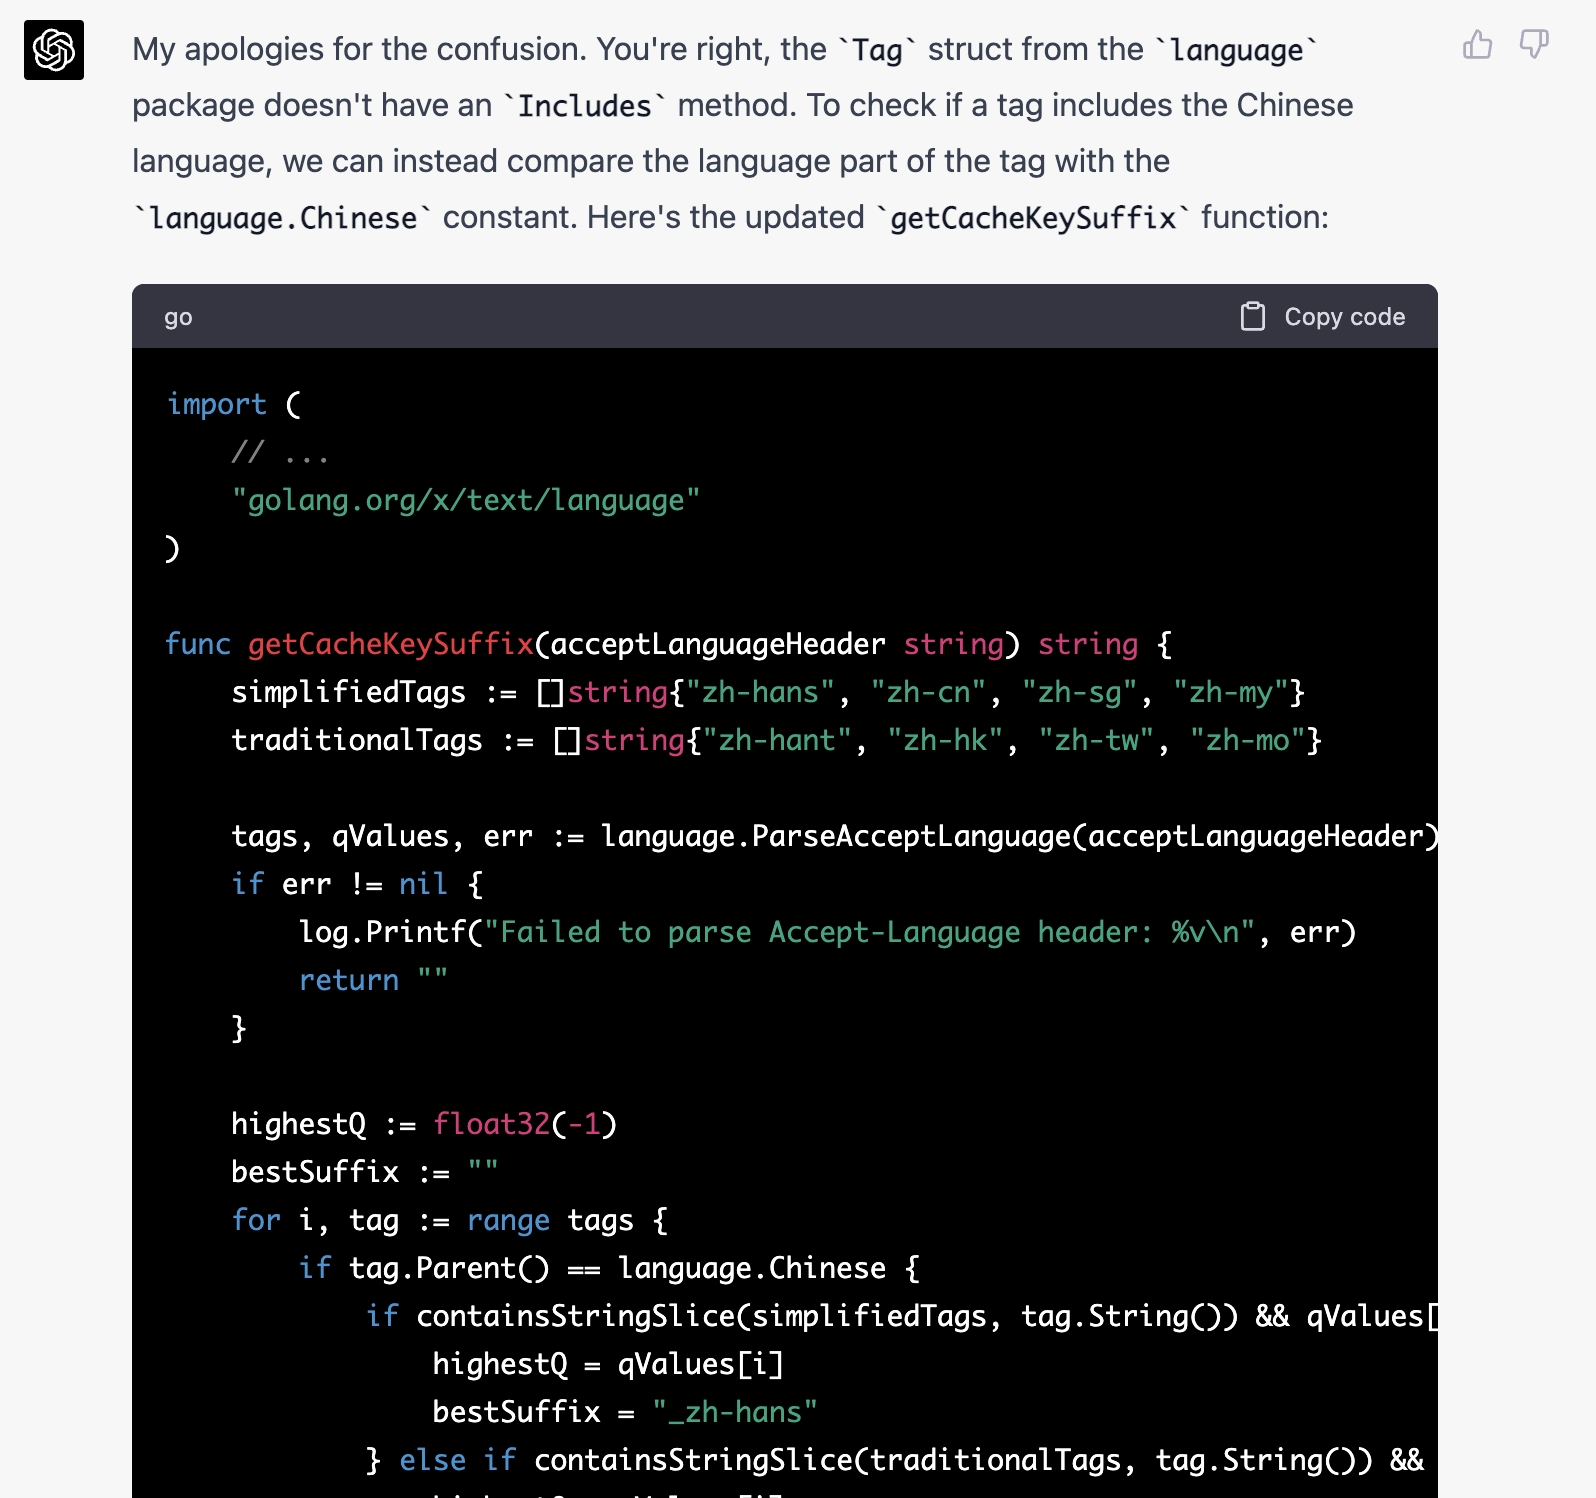 My apologies for the confusion. You're right, the `Tag` struct from the `language`
package doesn't have an `Includes` method. To check if a tag includes the Chinese
language, we can instead compare the language part of the tag with the
`language.Chinese` constant. Here's the updated `getCacheKeySuffix` function:
go
Copy code
import (
    // ...
    "golang.org/x/text/language"
)
func getCacheKeySuffix(acceptLanguageHeader string) string {
    simplifiedTags := []string{"zh-hans", "zh-cn", "zh-sg", "zh-my"}
    traditionalTags := []string{"zh-hant", "zh-hk", "zh-tw", "zh-mo"}
    tags, qValues, err := language.ParseAcceptLanguage(acceptLanguageHeader)
    if err != nil {
        log.Printf("Failed to parse Accept-Language header: %v\n", err)
        return ""
    }
    highestQ := float32(-1)
    bestSuffix := ""
    for i, tag := range tags {
        if tag.Parent() == language.Chinese {
            if containsStringSlice(simplifiedTags, tag.String()) && qValues[
                highestQ = qValues[i]
                bestSuffix = "_zh-hans"
            } else if containsStringSlice(traditionalTags, tag.String()) &&